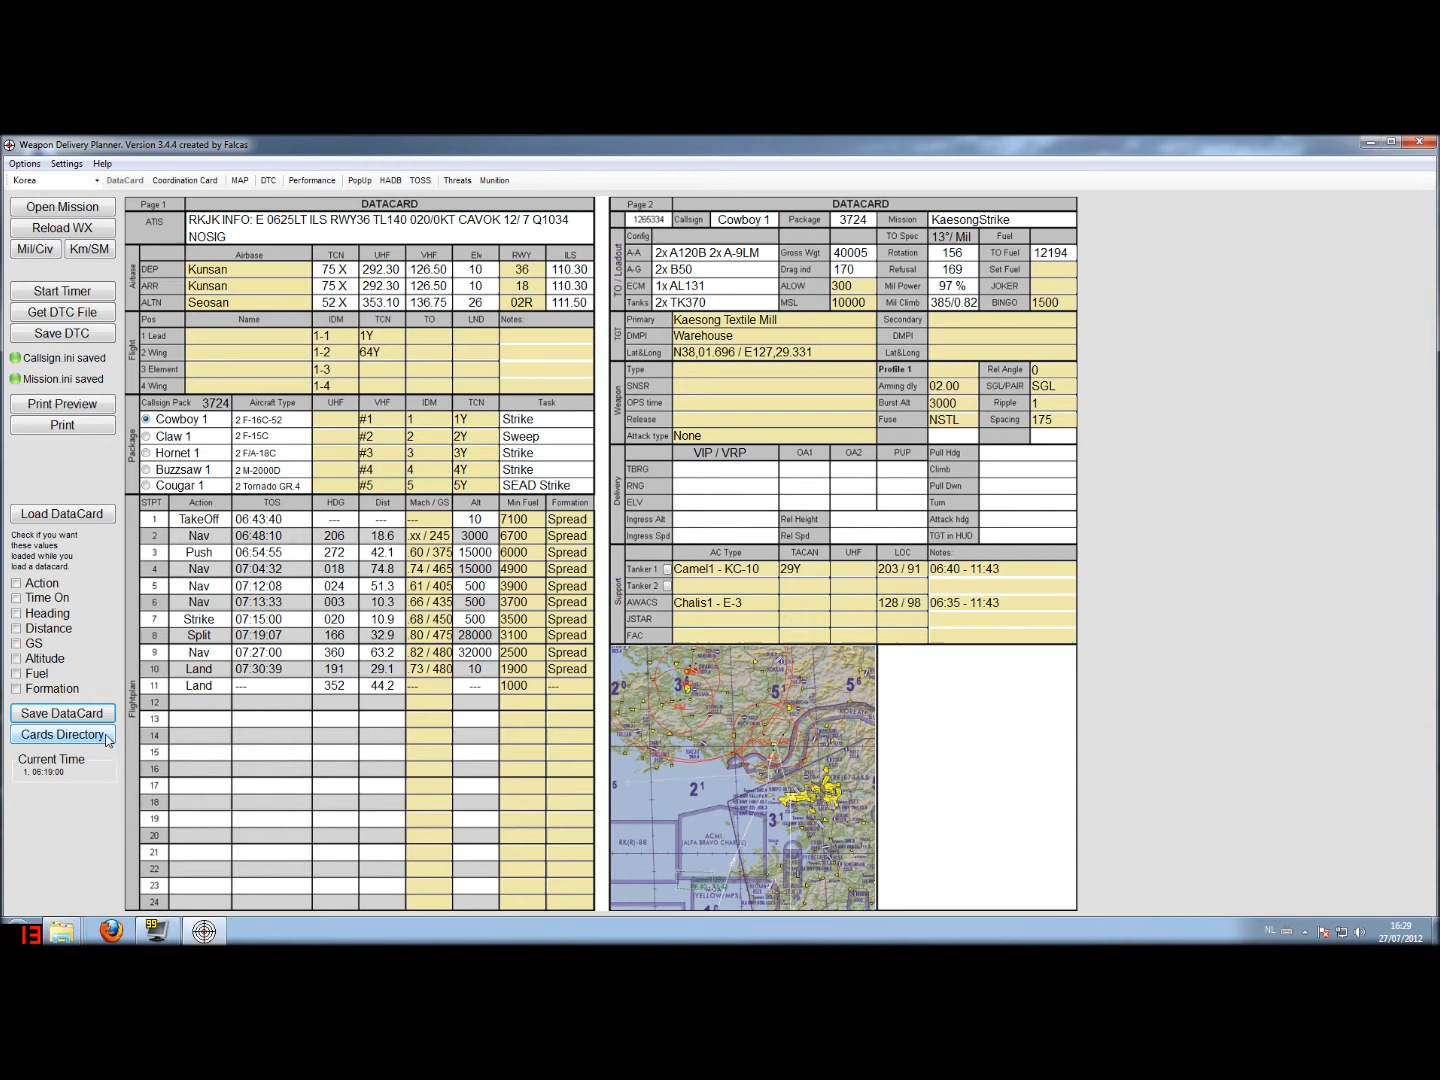 Weapon Delivery Planner. Version 3.4.4 created by Falcas
Options Settings Help
Korea DataCard Coordination Card MAP DTC Performance PopUp HADB TOSS Threats Munition
Open Mission
Reload WX
Mil/Civ Km/SM
Start Timer
Get DTC File
Save DTC
Callsign.ini saved
Mission.ini saved
Print Preview
Print
Load DataCard
Check if you want
these values
loaded while you
load a datacard.
Action
Time On
Heading
Distance
GS
Altitude
Fuel
Formation
Save DataCard
Cards Directory
Current Time
1. 06:19:00
Page 1 DATACARD
ATIS RKJK INFO: E 0625LT ILS RWY36 TL140 020/0KT CAVOK 12/ 7 Q1034
NOSIG
Airbase
Airbase TCN UHF VHF Elv RWY ILS
DEP Kunsan 75 X 292.30 126.50 10 36 110.30
ARR Kunsan 75 X 292.30 126.50 10 18 110.30
ALTN Seosan 52 X 353.10 136.75 26 02R 111.50
Flight
Pos Name IDM TCN TO LND Notes:
1 Lead 1-1 1Y
2 Wing 1-2 64Y
3 Element 1-3
4 Wing 1-4
Package
Callsign Pack 3724 Aircraft Type UHF VHF IDM TCN Task
Cowboy 1 2 F-16C-52 #1 1 1Y Strike
Claw 1 2 F-15C #2 2 2Y Sweep
Hornet 1 2 F/A-18C #3 3 3Y Strike
Buzzsaw 1 2 M-2000D #4 4 4Y Strike
Cougar 1 2 Tornado GR.4 #5 5 5Y SEAD Strike
Flightplan
STPT Action TOS HDG Dist Mach / GS Alt Min.Fuel Formation
1 TakeOff 06:43:40 --- --- --- 10 7100 Spread
2 Nav 06:48:10 206 18.6 .xx / 245 3000 6700 Spread
3 Push 06:54:55 272 42.1 .60 / 375 15000 6000 Spread
4 Nav 07:04:32 018 74.8 .74 / 465 15000 4900 Spread
5 Nav 07:12:08 024 51.3 .61 / 405 500 3900 Spread
6 Nav 07:13:33 003 10.3 .66 / 435 500 3700 Spread
7 Strike 07:15:00 020 10.9 .68 / 450 500 3500 Spread
8 Split 07:19:07 166 32.9 .80 / 475 28000 3100 Spread
9 Nav 07:27:00 360 63.2 .82 / 480 32000 2500 Spread
10 Land 07:30:39 191 29.1 .73 / 480 10 1900 Spread
11 Land --- 352 44.2 --- --- 1000 ---
12
13
14
15
16
17
18
19
20
21
22
23
24
Page 2 DATACARD
1265334 Callsign Cowboy 1 Package 3724 Mission KaesongStrike
TO / Loadout
Config TO Spec 13°/ Mil Fuel
A-A 2x A120B 2x A-9LM Gross Wgt 40005 Rotation 156 TO Fuel 12194
A-G 2x B50 Drag ind 170 Refusal 169 Set Fuel
ECM 1x AL131 ALOW 300 Mil Power 97 % JOKER
Tanks 2x TK370 MSL 10000 Mil Climb 385/0.82 BINGO 1500
TGT
Primary Kaesong Textile Mill Secondary
DMPI Warehouse DMPI
Lat&Long N38,01.696 / E127,29.331 Lat&Long
Weapon
Type Profile 1 Rel Angle 0
SNSR Arming dly 02.00 SGL/PAIR SGL
OPS time Burst Alt 3000 Ripple 1
Release Fuse NSTL Spacing 175
Attack type None
Delivery
VIP / VRP OA1 OA2 PUP Pull Hdg
TBRG Climb
RNG Pull Dwn
ELV Turn
Ingress Alt Rel Height Attack hdg
Ingress Spd Rel Spd TGT in HUD
Support
AC Type TACAN UHF LOC Notes:
Tanker 1 Camel1 - KC-10 29Y 203 / 91 06:40 - 11:43
Tanker 2
AWACS Chalis1 - E-3 128 / 98 06:35 - 11:43
JSTAR
FAC
ACMI
(ALFA BRAVO CHARLIE)
RK(R)-88
(YELLOW/MPS)
13
NL 16:29
27/07/2012